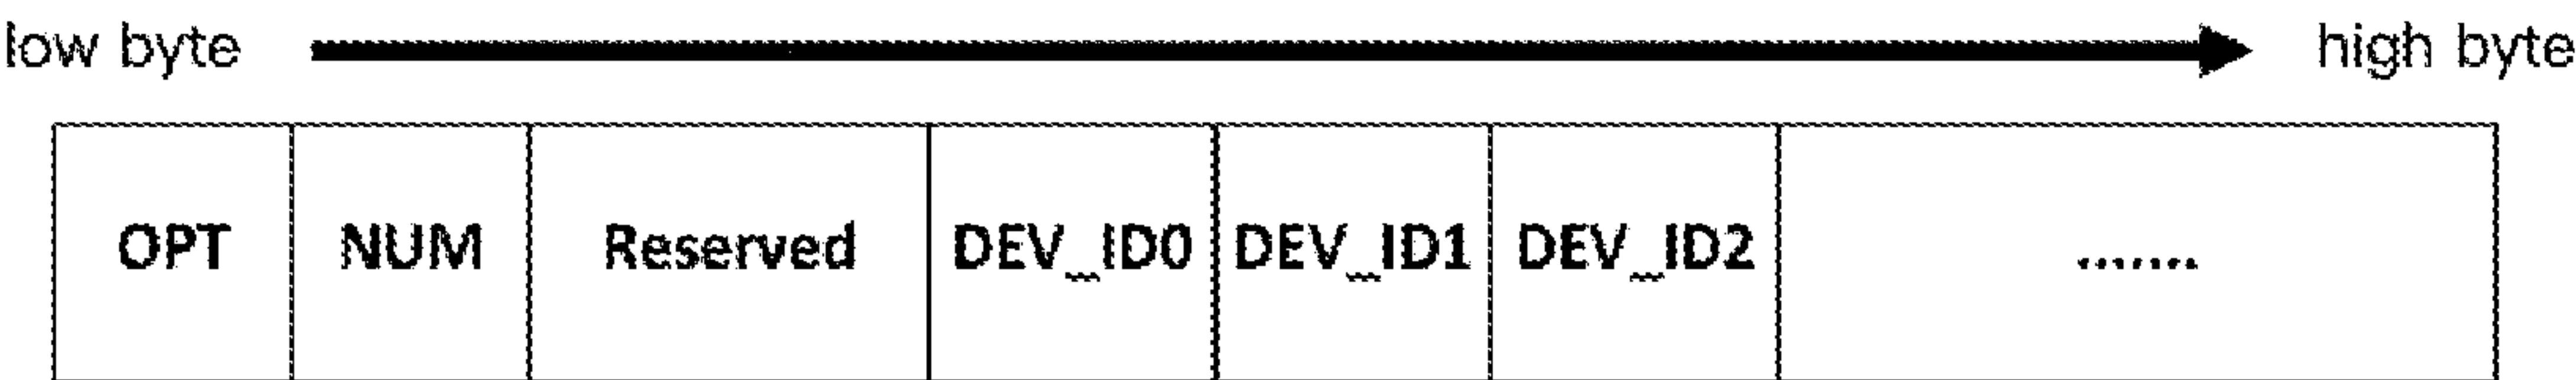 low byte high byte
OPT NUM Reserved DEV_ID0 DEV_ID1 DEV_ID2 .......